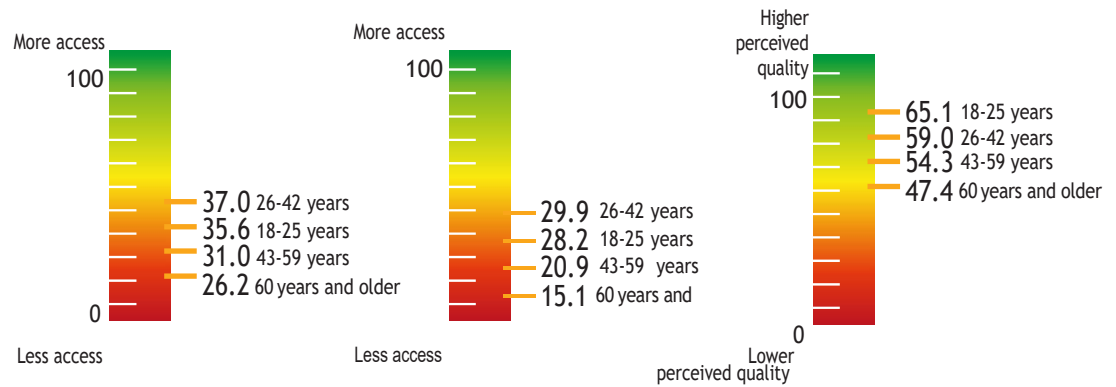 More access
100
37.0 26-42 years
35.6 18-25 years
31.0 43-59 years
26.2 60 years and older
0
Less access
More access
100
29.9 26-42 years
28.2 18-25 years
20.9 43-59 years
15.1 60 years and
Less access
Higher
perceived
quality
100
65.1 18-25 years
59.0 26-42 years
54.3 43-59 years
47.4 60 years and older
0
Lower
perceived quality